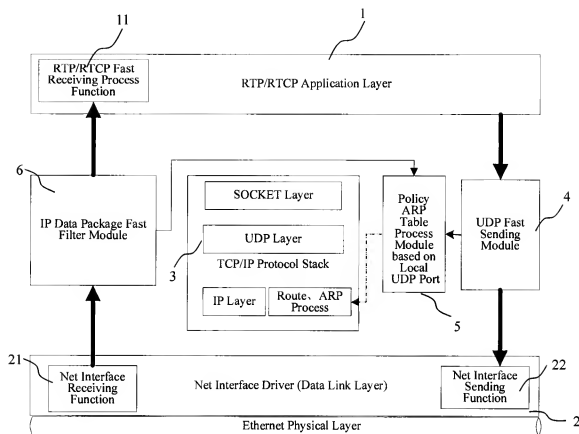 1
11
RTP/RTCP Fast
Receiving Process
Function
RTP/RTCP Application Layer
6
IP Data Package Fast
Filter Module
SOCKET Layer
UDP Layer
3
TCP/IP Protocol Stack
IP Layer
Route、ARP
Process
Policy
ARP
Table
Process
Module
based on
Local
UDP Port
5
UDP Fast
Sending
Module
4
21
Net Interface
Receiving
Function
Net Interface Driver (Data Link Layer)
Net Interface
Sending
Function
22
2
Ethernet Physical Layer